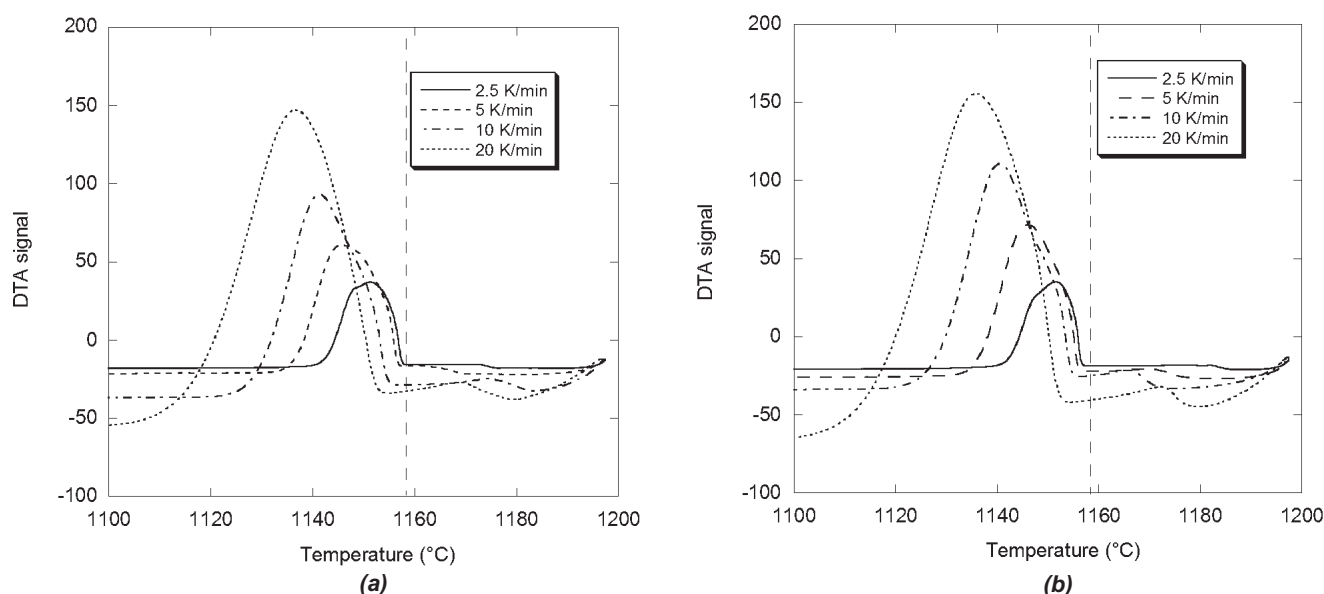 200
150
100
50
0
-50
-100
1100
1120
1140
1160
1180
1200
DTA signal
Temperature (°C)
2.5 K/min
5 K/min
10 K/min
20 K/min
(a)
200
150
100
50
0
-50
-100
1100
1120
1140
1160
1180
1200
DTA signal
Temperature (°C)
2.5 K/min
5 K/min
10 K/min
20 K/min
(b)